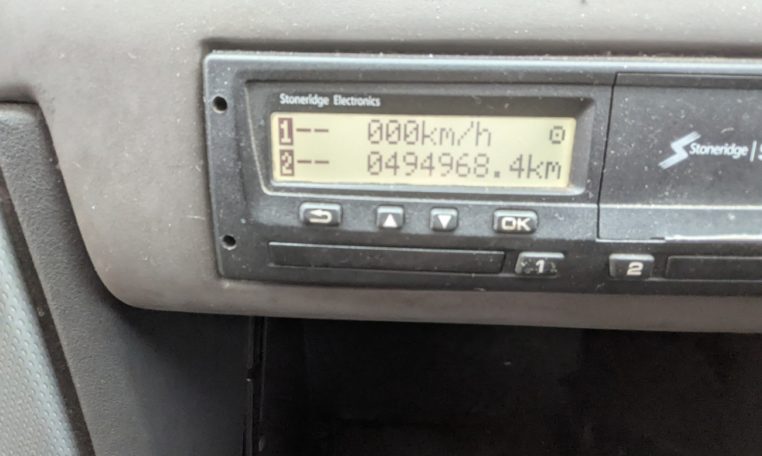 Stoneridge Electronics
1-- 000km/h
2-- 0494968.4km
Stoneridge
OK
1 2